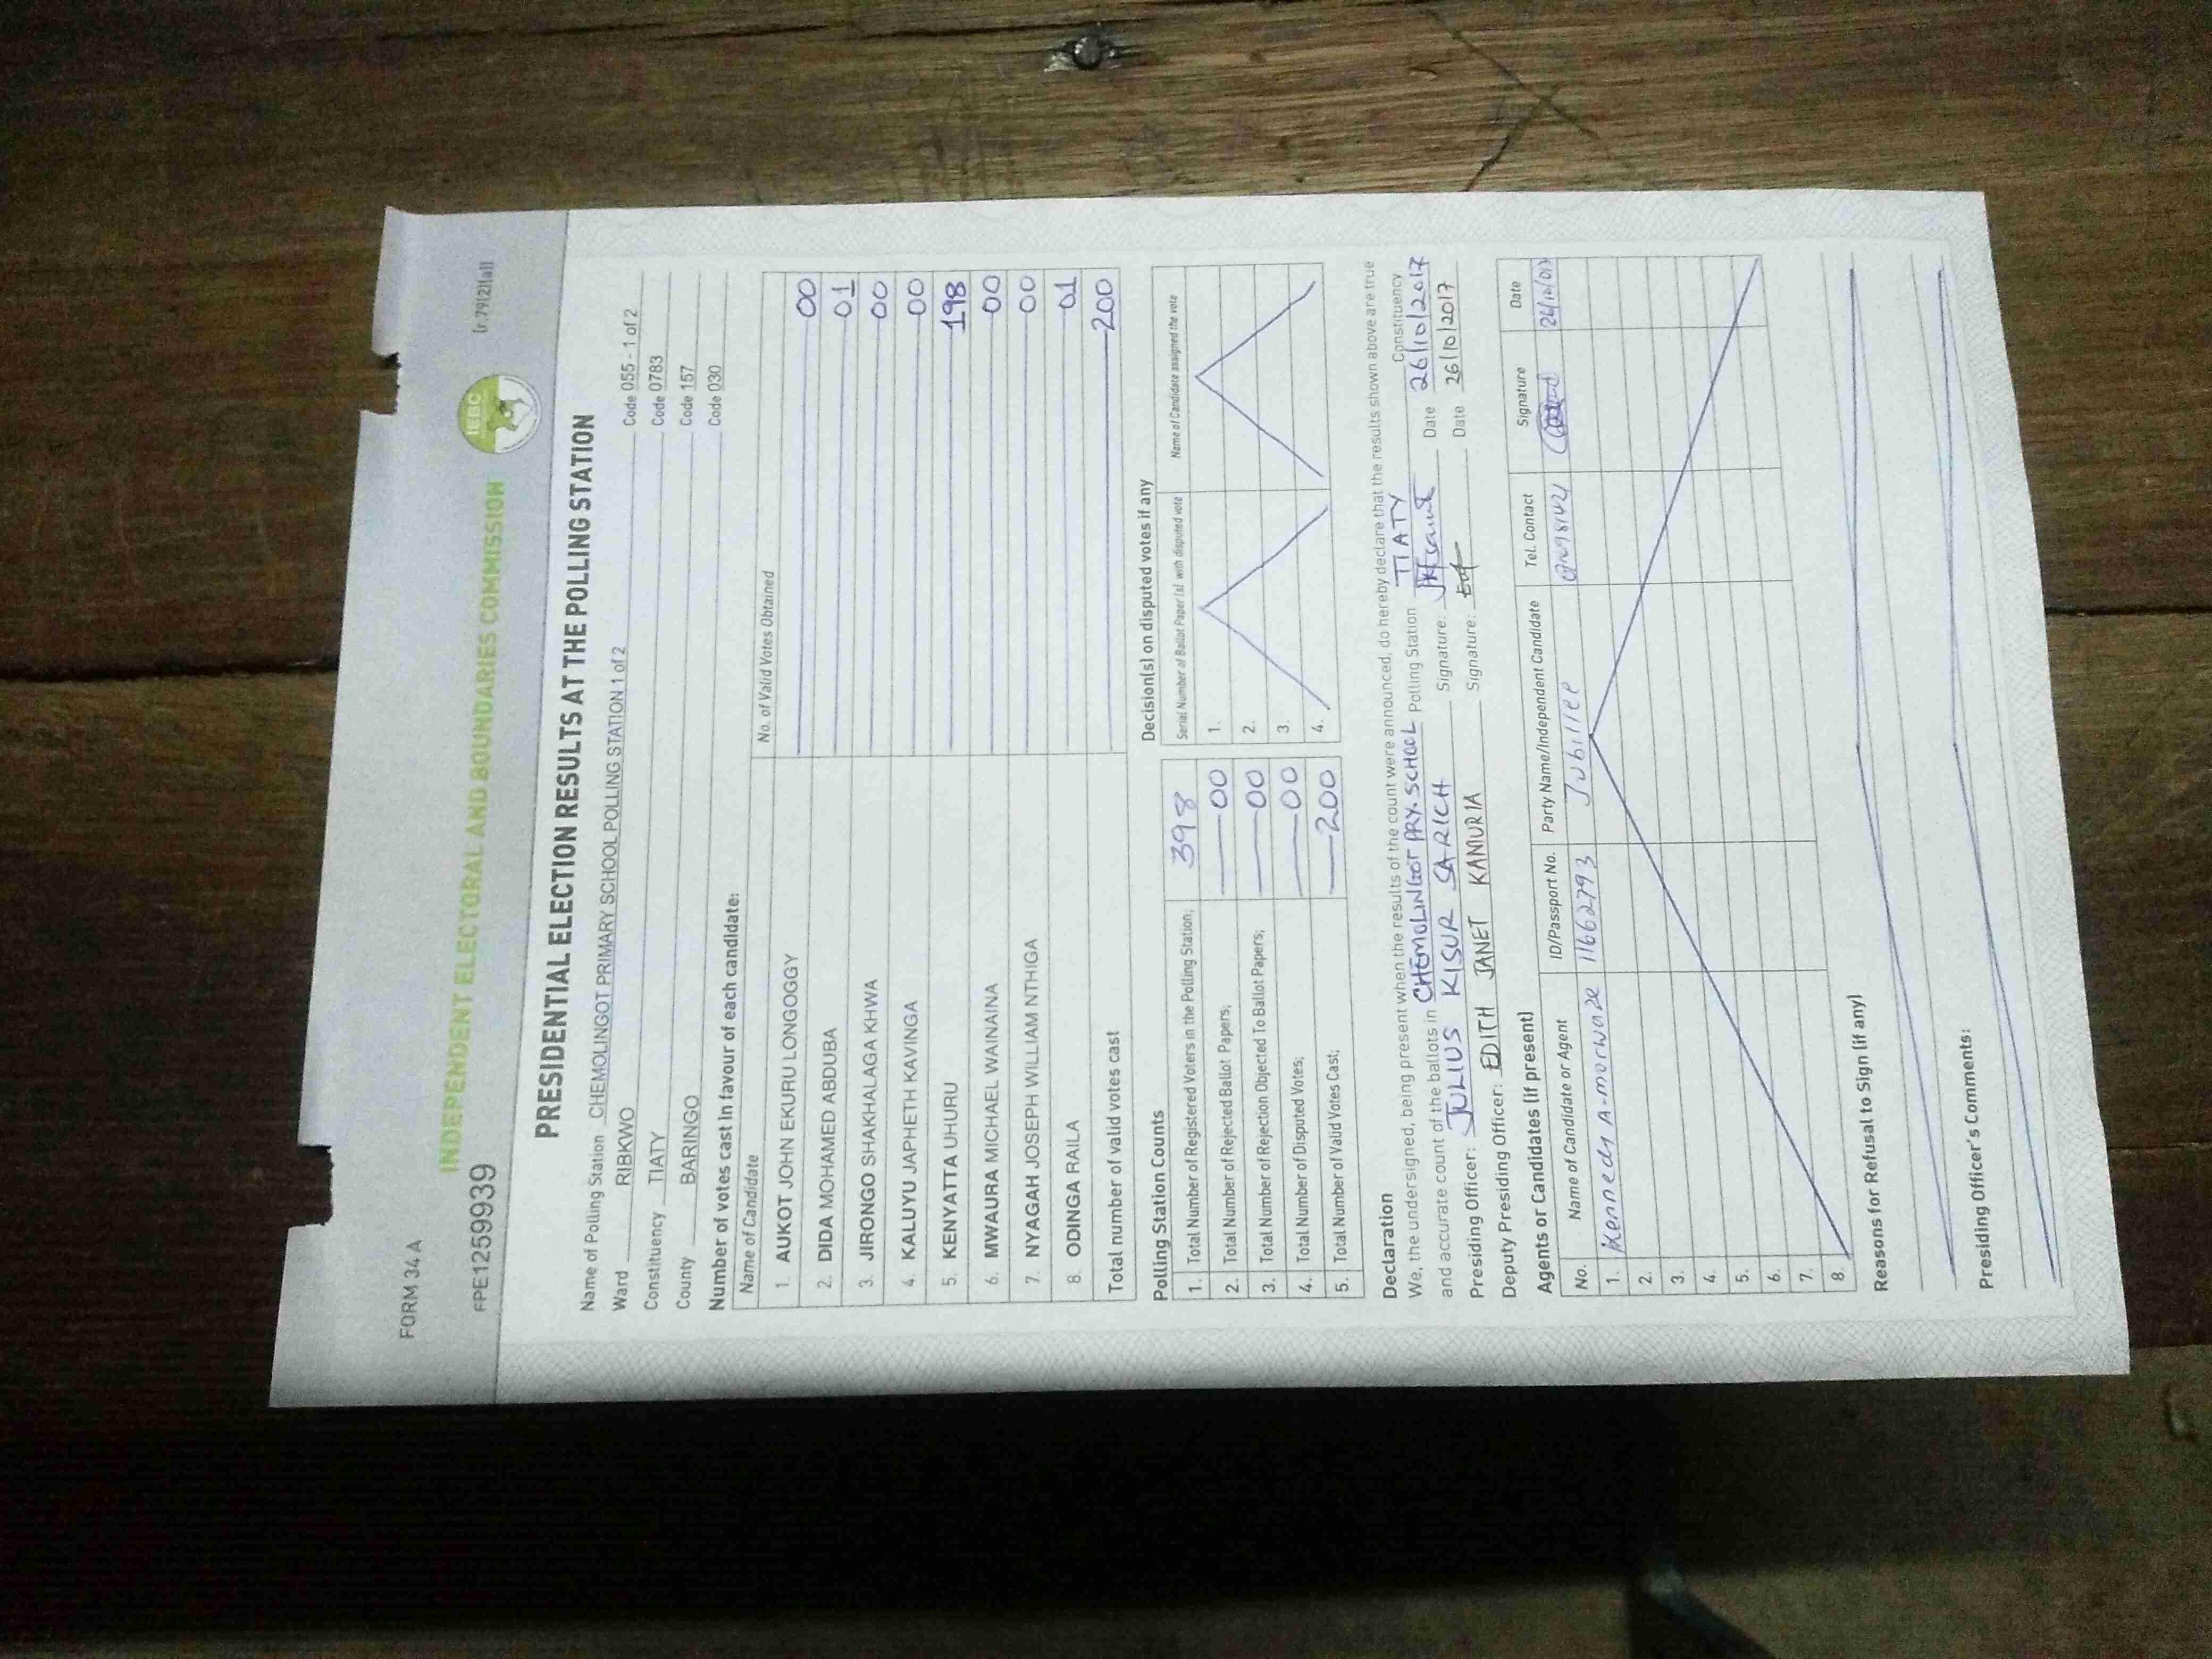 FORM 34 A
INDEPENDENT ELECTORAL AND BOUNDARIES COMMISSION
IEBC
(r.79(2)(a))
FPE1259939
PRESIDENTIAL ELECTION RESULTS AT THE POLLING STATION
Name of Polling Station CHEMOLINGOT PRIMARY SCHOOL POLLING STATION 1 of 2 Code 055 - 1 of 2
Ward RIBKWO Code 0783
Constituency TIATY Code 157
County BARINGO Code 030
Number of votes cast in favour of each candidate:
Name of Candidate No. of Valid Votes Obtained
1. AUKOT JOHN EKURU LONGOGGY 00
2. DIDA MOHAMED ABDUBA 01
3. JIRONGO SHAKHALAGA KHWA 00
4. KALUYU JAPHETH KAVINGA 00
5. KENYATTA UHURU 198
6. MWAURA MICHAEL WAINAINA 00
7. NYAGAH JOSEPH WILLIAM NTHIGA 00
8. ODINGA RAILA 01
Total number of valid votes cast 200
Polling Station Counts
1. Total Number of Registered Voters in the Polling Station; 398
2. Total Number of Rejected Ballot Papers; 00
3. Total Number of Rejection Objected To Ballot Papers; 00
4. Total Number of Disputed Votes; 00
5. Total Number of Valid Votes Cast; 200
Decision(s) on disputed votes if any
Serial Number of Ballot Paper(s) with disputed vote Name of Candidate assigned the vote
1.
2.
3.
4.
Declaration
We, the undersigned, being present when the results of the count were announced, do hereby declare that the results shown above are true
and accurate count of the ballots in CHEMOLINGOT PRY. SCHOOL Polling Station TIATY Constituency
Presiding Officer: JULIUS KISUR SARICH Signature: Date 26/10/2017
Deputy Presiding Officer: EDITH JANET KANURIA Signature: Date 26/10/2017
Agents or Candidates (if present)
No. Name of Candidate or Agent ID/Passport No. Party Name/Independent Candidate Tel. Contact Signature Date
1. Kennedy 11662793 Jubilee
2.
3.
4.
5.
6.
7.
8.
Reasons for Refusal to Sign (if any)
Presiding Officer's Comments: